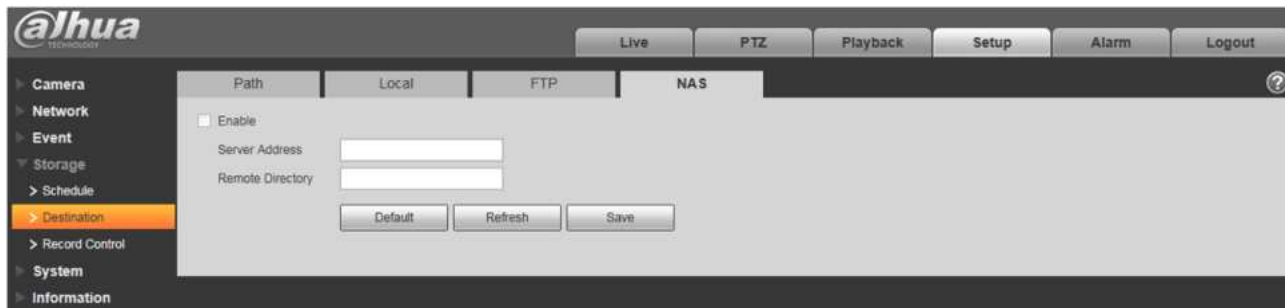 alhua
TECHNOLOGY
Live PTZ Playback Setup Alarm Logout
Camera
Network
Event
Storage
> Schedule
> Destination
> Record Control
System
Information
Path Local FTP NAS
?
Enable
Server Address
Remote Directory
Default Refresh Save